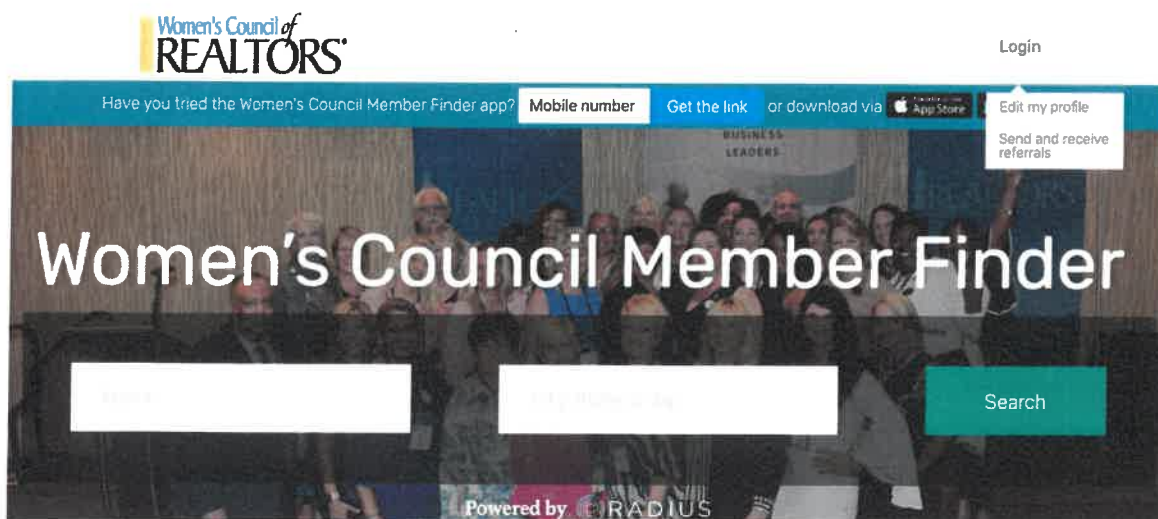 Women's Council of
REALTORS®
Login
Have you tried the Women's Council Member Finder app? Mobile number Get the link or download via App Store
Edit my profile
Send and receive
referrals
BUSINESS
LEADERS
Women's Council Member Finder
Search
Powered by RADIUS